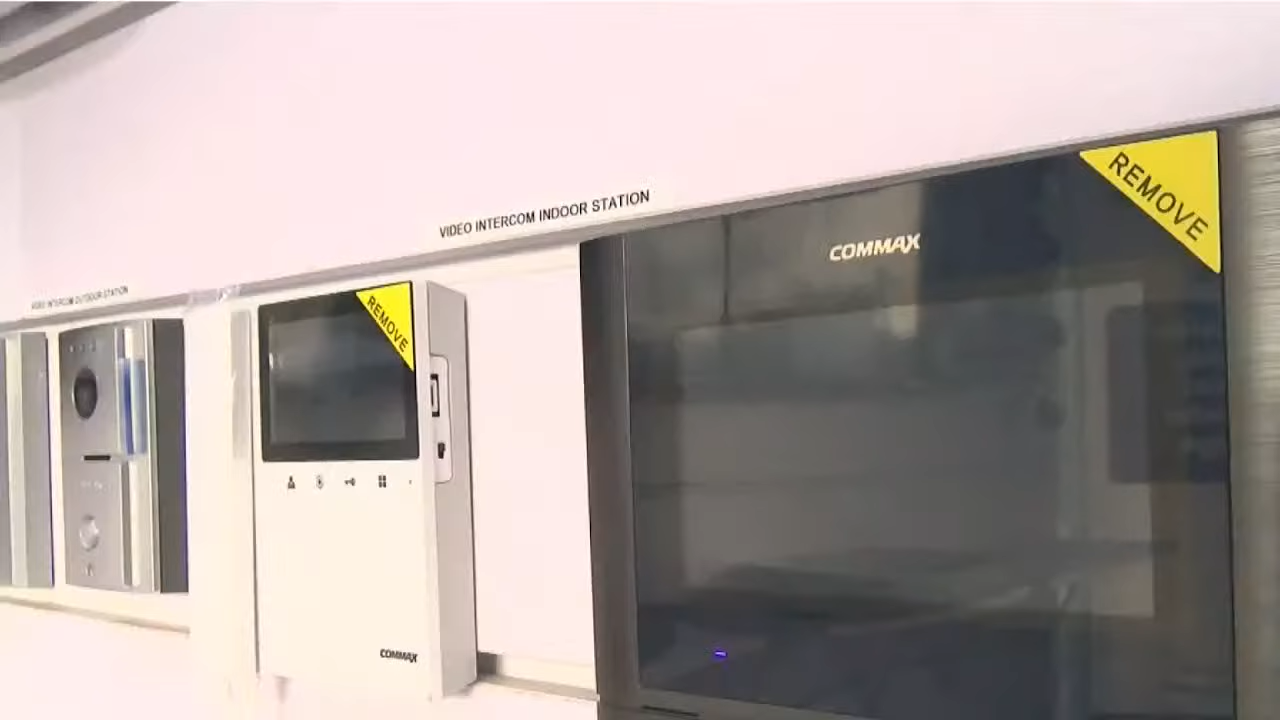 VIDEO INTERCOM OUTDOOR STATION
VIDEO INTERCOM INDOOR STATION
REMOVE
COMMAX
COMMAX
REMOVE